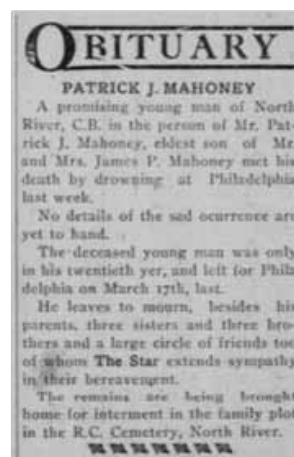 OBITUARY
PATRICK J. MAHONEY
A promising young man of North
River, C.B. in the person of Mr. Pat-
rick J. Mahoney, eldest son of Mr.
and Mrs. James P. Mahoney met his
death by drowning at Philadelphia
last week.
No details of the sad ocurrence are
yet to hand.
The deceased young man was only
in his twentieth yer, and left for Phila
delphia on March 17th, last.
He leaves to mourn, besides his
parents, three sisters and three bro-
thers and a large circle of friends too
of whom The Star extends sympathy
in their bereavement.
The remains are being brought
home for interment in the family plot
in the R.C. Cemetery, North River.